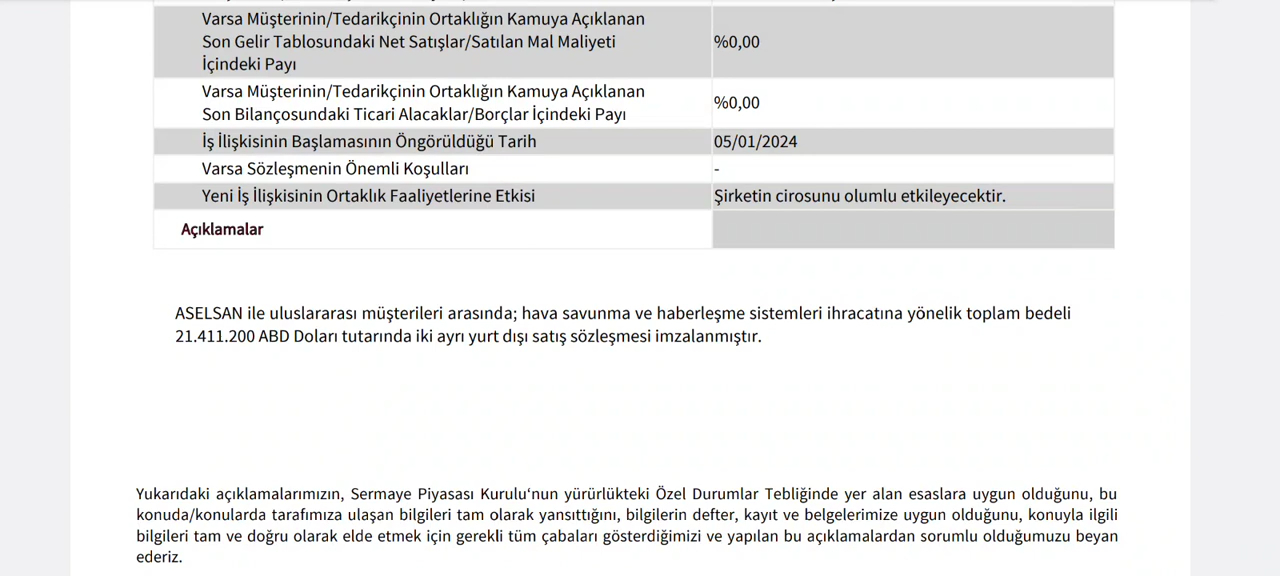 Varsa Müşterinin/Tedarikçinin Ortaklığın Kamuya Açıklanan
Son Gelir Tablosundaki Net Satışlar/Satılan Mal Maliyeti
İçindeki Payı
%0,00
Varsa Müşterinin/Tedarikçinin Ortaklığın Kamuya Açıklanan
Son Bilançosundaki Ticari Alacaklar/Borçlar İçindeki Payı
%0,00
İş İlişkisinin Başlamasının Öngörüldüğü Tarih
05/01/2024
Varsa Sözleşmenin Önemli Koşulları
-
Yeni İş İlişkisinin Ortaklık Faaliyetlerine Etkisi
Şirketin cirosunu olumlu etkileyecektir.
Açıklamalar
ASELSAN ile uluslararası müşterileri arasında; hava savunma ve haberleşme sistemleri ihracatına yönelik toplam bedeli
21.411.200 ABD Doları tutarında iki ayrı yurt dışı satış sözleşmesi imzalanmıştır.
Yukarıdaki açıklamalarımızın, Sermaye Piyasası Kurulu‘nun yürürlükteki Özel Durumlar Tebliğinde yer alan esaslara uygun olduğunu, bu
konuda/konularda tarafımıza ulaşan bilgileri tam olarak yansıttığını, bilgilerin defter, kayıt ve belgelerimize uygun olduğunu, konuyla ilgili
bilgileri tam ve doğru olarak elde etmek için gerekli tüm çabaları gösterdiğimizi ve yapılan bu açıklamalardan sorumlu olduğumuzu beyan
ederiz.